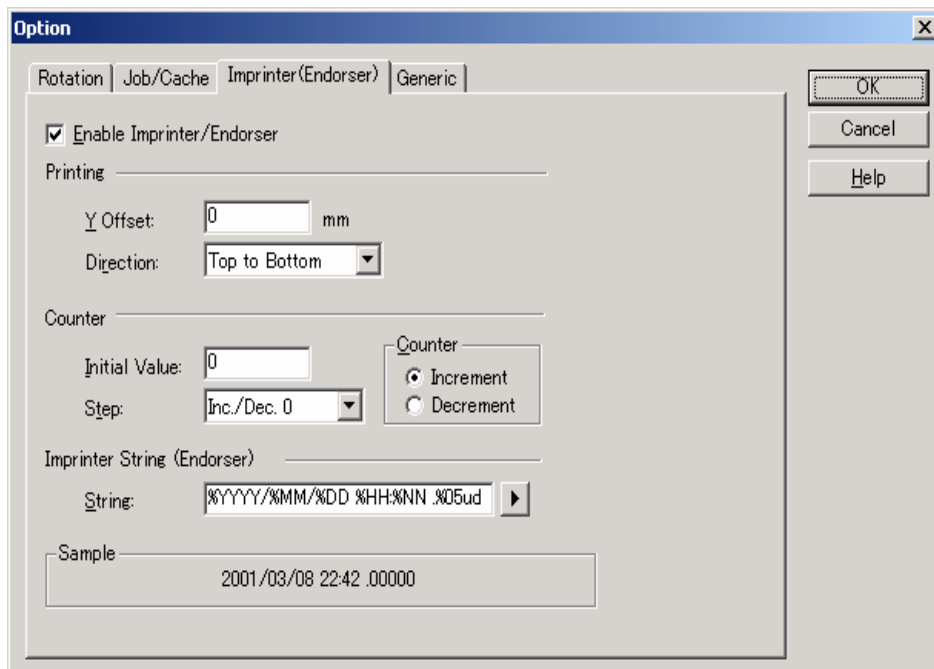 Option
Rotation Job/Cache Imprinter(Endorser) Generic
OK
Cancel
Help
Enable Imprinter/Endorser
Printing
Y Offset: 0 mm
Direction: Top to Bottom
Counter
Initial Value: 0
Step: Inc./Dec. 0
Counter
Increment
Decrement
Imprinter String (Endorser)
String: %YYYY/%MM/%DD %HH:%NN .%05ud
Sample
2001/03/08 22:42 .00000